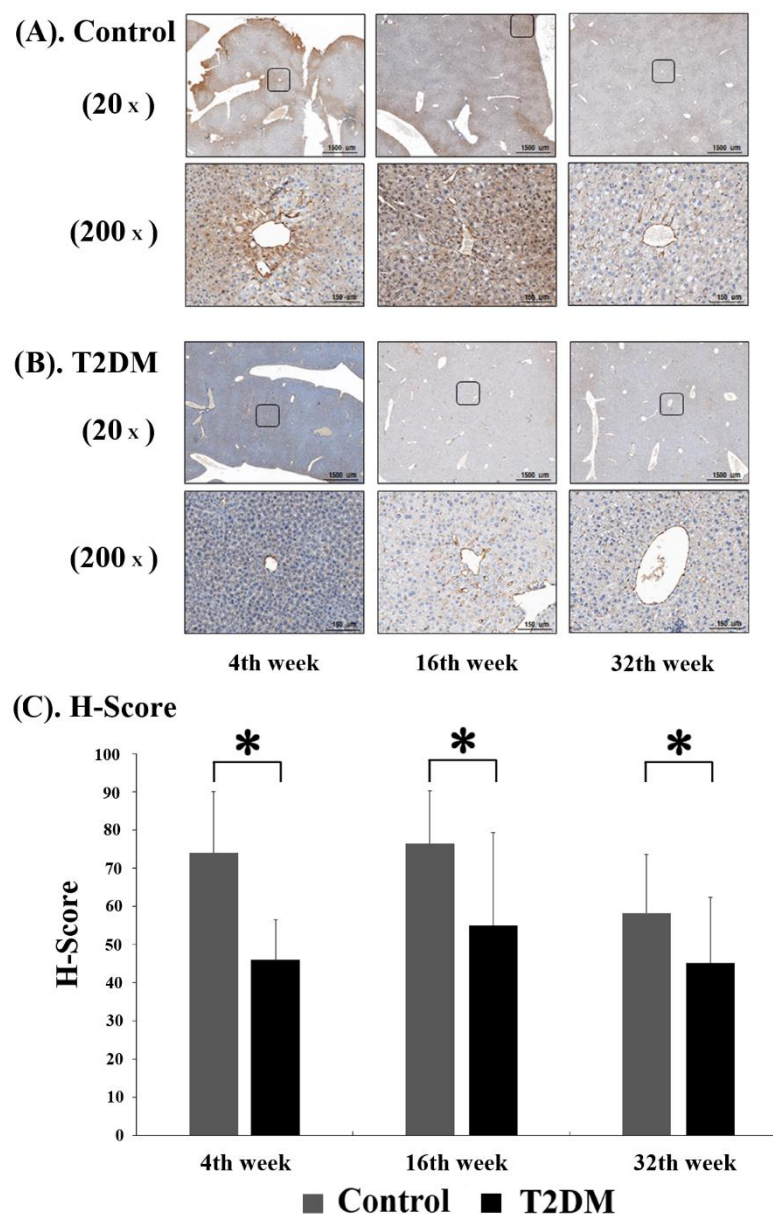 (A). Control
(20 x)
1500 um
1500 um
1500 um
(200 x)
150 um
150 um
150 um
(B). T2DM
(20 x)
1500 um
1500 um
1500 um
(200 x)
150 um
150 um
150 um
4th week
16th week
32th week
(C). H-Score
* * *
100
90
80
70
60
50
40
30
20
10
0
H-Score
4th week
16th week
32th week
Control
T2DM